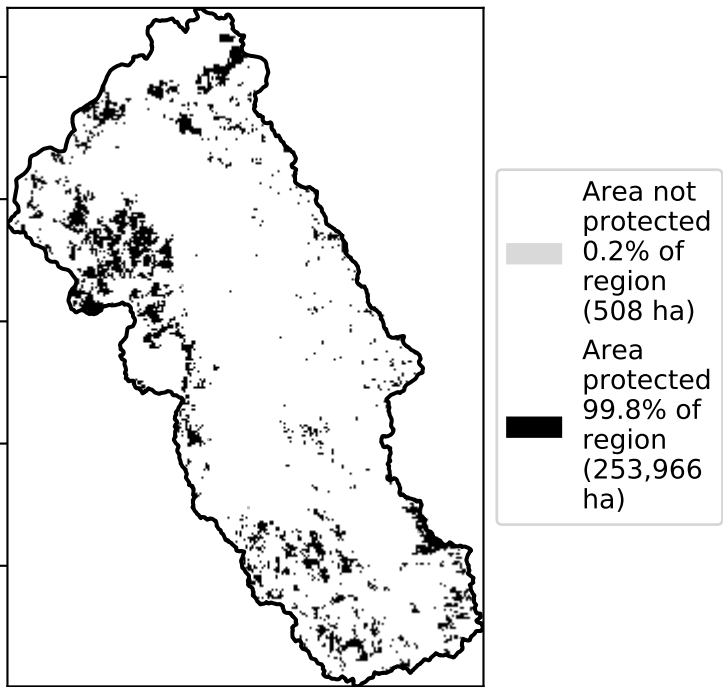 Area not
protected
0.2% of
region
(508 ha)
Area
protected
99.8% of
region
(253,966
ha)